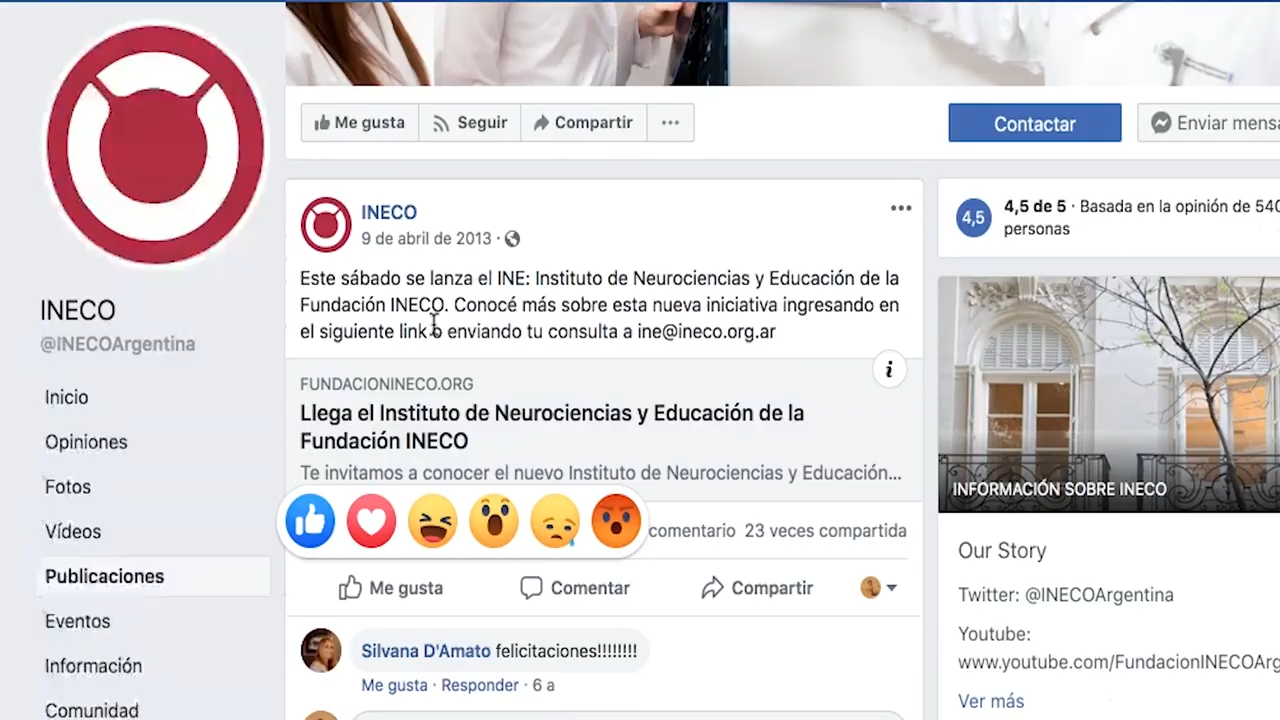 Me gusta
Seguir
Compartir
Contactar
Enviar mensa
INECO
9 de abril de 2013 ·
Este sábado se lanza el INE: Instituto de Neurociencias y Educación de la
Fundación INECO. Conocé más sobre esta nueva iniciativa ingresando en
el siguiente link o enviando tu consulta a ine@ineco.org.ar
FUNDACIONINECO.ORG
Llega el Instituto de Neurociencias y Educación de la
Fundación INECO
Te invitamos a conocer el nuevo Instituto de Neurociencias y Educación...
comentario 23 veces compartida
Me gusta
Comentar
Compartir
Silvana D'Amato felicitaciones!!!!!!!!
Me gusta · Responder · 6 a
INECO
@INECOArgentina
Inicio
Opiniones
Fotos
Vídeos
Publicaciones
Eventos
Información
Comunidad
4,5
4,5 de 5 · Basada en la opinión de 540
personas
INFORMACIÓN SOBRE INECO
Our Story
Twitter: @INECOArgentina
Youtube:
www.youtube.com/FundacionINECOArg
Ver más